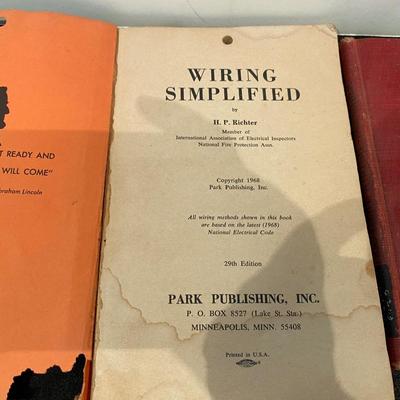 T READY AND
WILL COME"
braham Lincoln
WIRING
SIMPLIFIED
by
H. P. Richter
Member of
International Association of Electrical Inspectors
National Fire Protection Assn.
Copyright 1968
Park Publishing, Inc.
All wiring methods shown in this book
are based on the latest (1968)
National Electrical Code
29th Edition
PARK PUBLISHING, INC.
P. O. BOX 8527 (Lake St. Sta.)
MINNEAPOLIS, MINN. 55408
Printed in U.S.A.